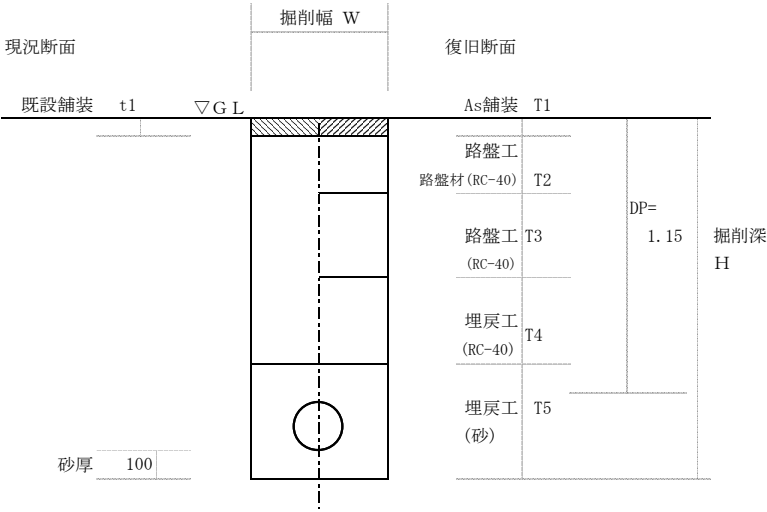 掘削幅 W
現況断面
復旧断面
既設舗装 t1
▽GL
As舗装 T1
路盤工
路盤材(RC-40) T2
DP=
路盤工 T3
1.15
掘削深
(RC-40)
H
埋戻工
T4
(RC-40)
埋戻工 T5
(砂)
砂厚 100